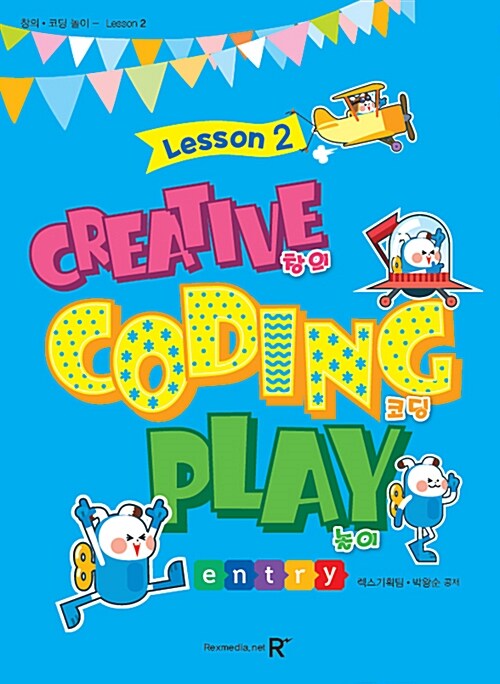 창의 • 코딩 놀이 – Lesson 2
Lesson 2
CREATIVE
창의
CODING
코딩
PLAY
놀이
entry
렉스기획팀 • 박왕순 공저
Rexmedia.net R